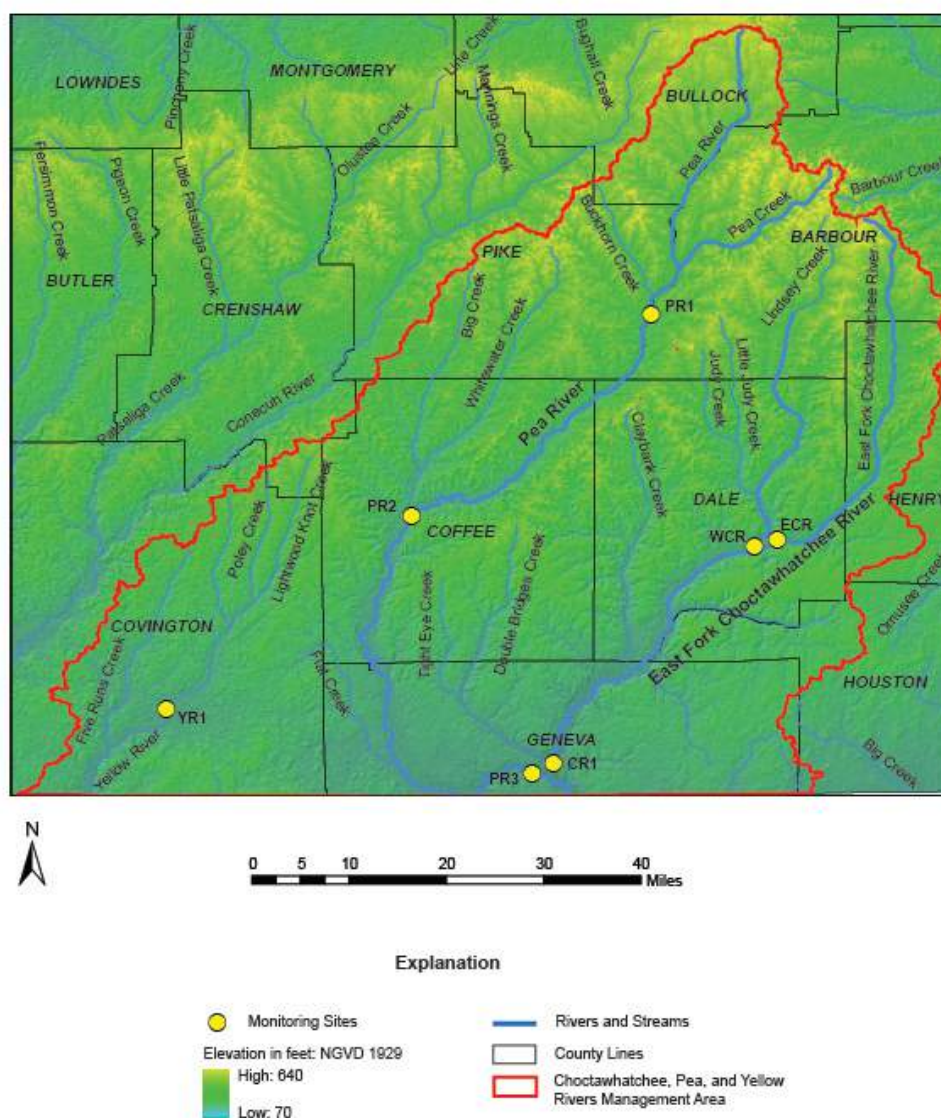 LOWNDES
Pinchony Creek
MONTGOMERY
Line Creek
Mannings Creek
Bughall Creek
BULLOCK
Persimmon Creek
Pigeon Creek
Little Patsaliga Creek
Olustee Creek
Pea River
Pea Creek
Barbour Creek
Buckhorn Creek
BARBOUR
PIKE
BUTLER
CRENSHAW
Big Creek
Whitewater Creek
Lindsey Creek
East Fork Choctawhatchee River
PR1
Patsaliga Creek
Conecuh River
Pea River
Judy Creek
Little Judy Creek
Claybank Creek
DALE
HENRY
PR2
COFFEE
WCR
ECR
Poley Creek
Lightwood Knot Creek
Tight Eye Creek
Double Bridges Creek
East Fork Choctawhatchee River
Omusee Creek
COVINGTON
Five Runs Creek
Flat Creek
HOUSTON
YR1
Yellow River
GENEVA
CR1
PR3
Big Creek
N
0 5 10 20 30 40
Miles
Explanation
Monitoring Sites
Rivers and Streams
Elevation in feet: NGVD 1929
High: 640
Low: 70
County Lines
Choctawhatchee, Pea, and Yellow
Rivers Management Area